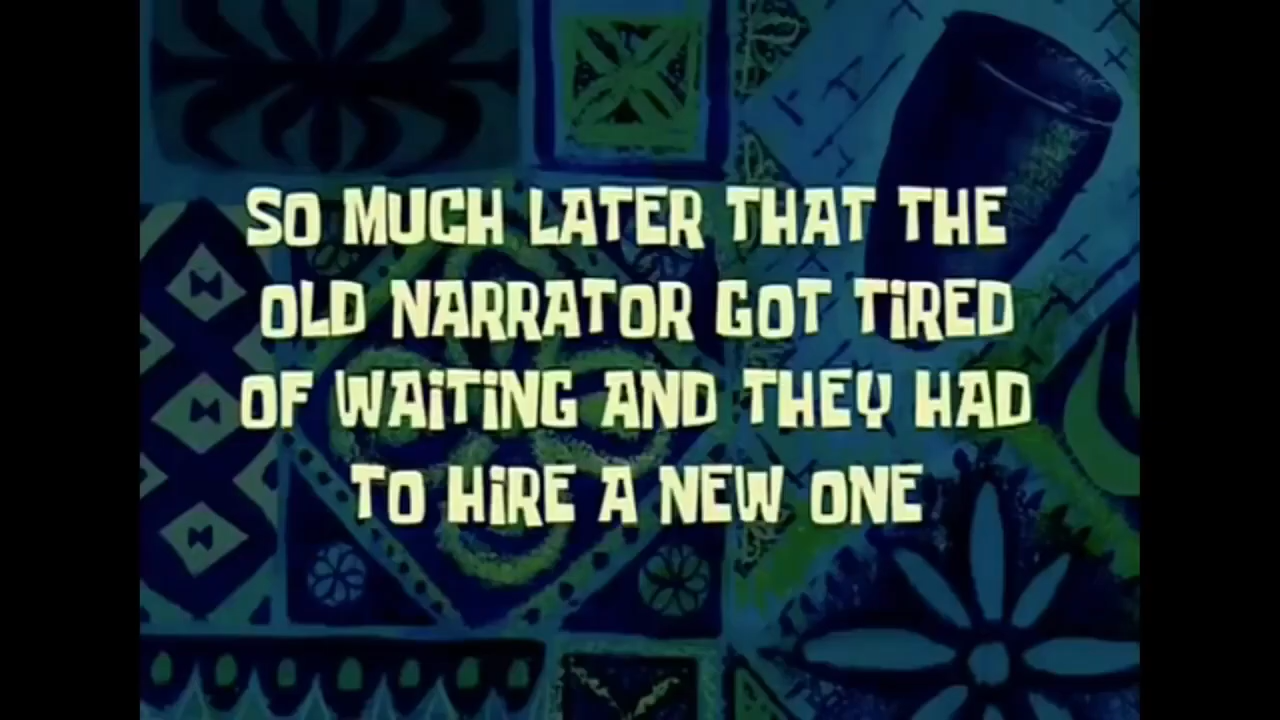 SO MUCH LATER THAT THE
OLD NARRATOR GOT TiRED
OF WAiTiNG AND THEY HAD
TO HiRE A NEW ONE